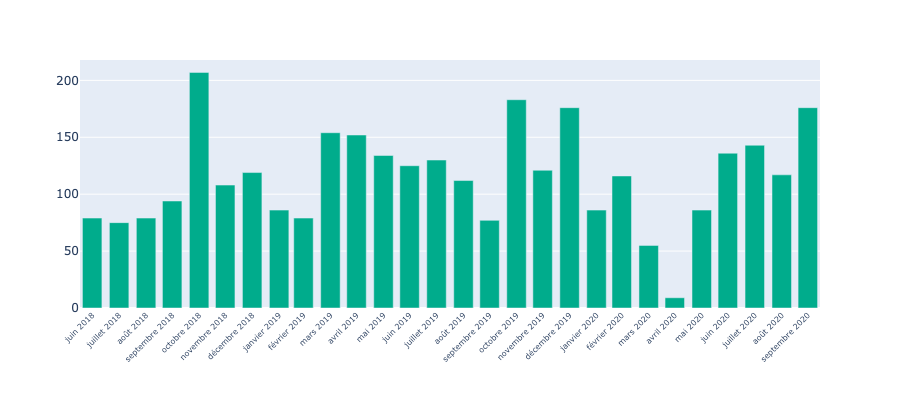 200
150
100
50
0
juin 2018
juillet 2018
août 2018
septembre 2018
octobre 2018
novembre 2018
décembre 2018
janvier 2019
février 2019
mars 2019
avril 2019
mai 2019
juin 2019
juillet 2019
août 2019
septembre 2019
octobre 2019
novembre 2019
décembre 2019
janvier 2020
février 2020
mars 2020
avril 2020
mai 2020
juin 2020
juillet 2020
août 2020
septembre 2020